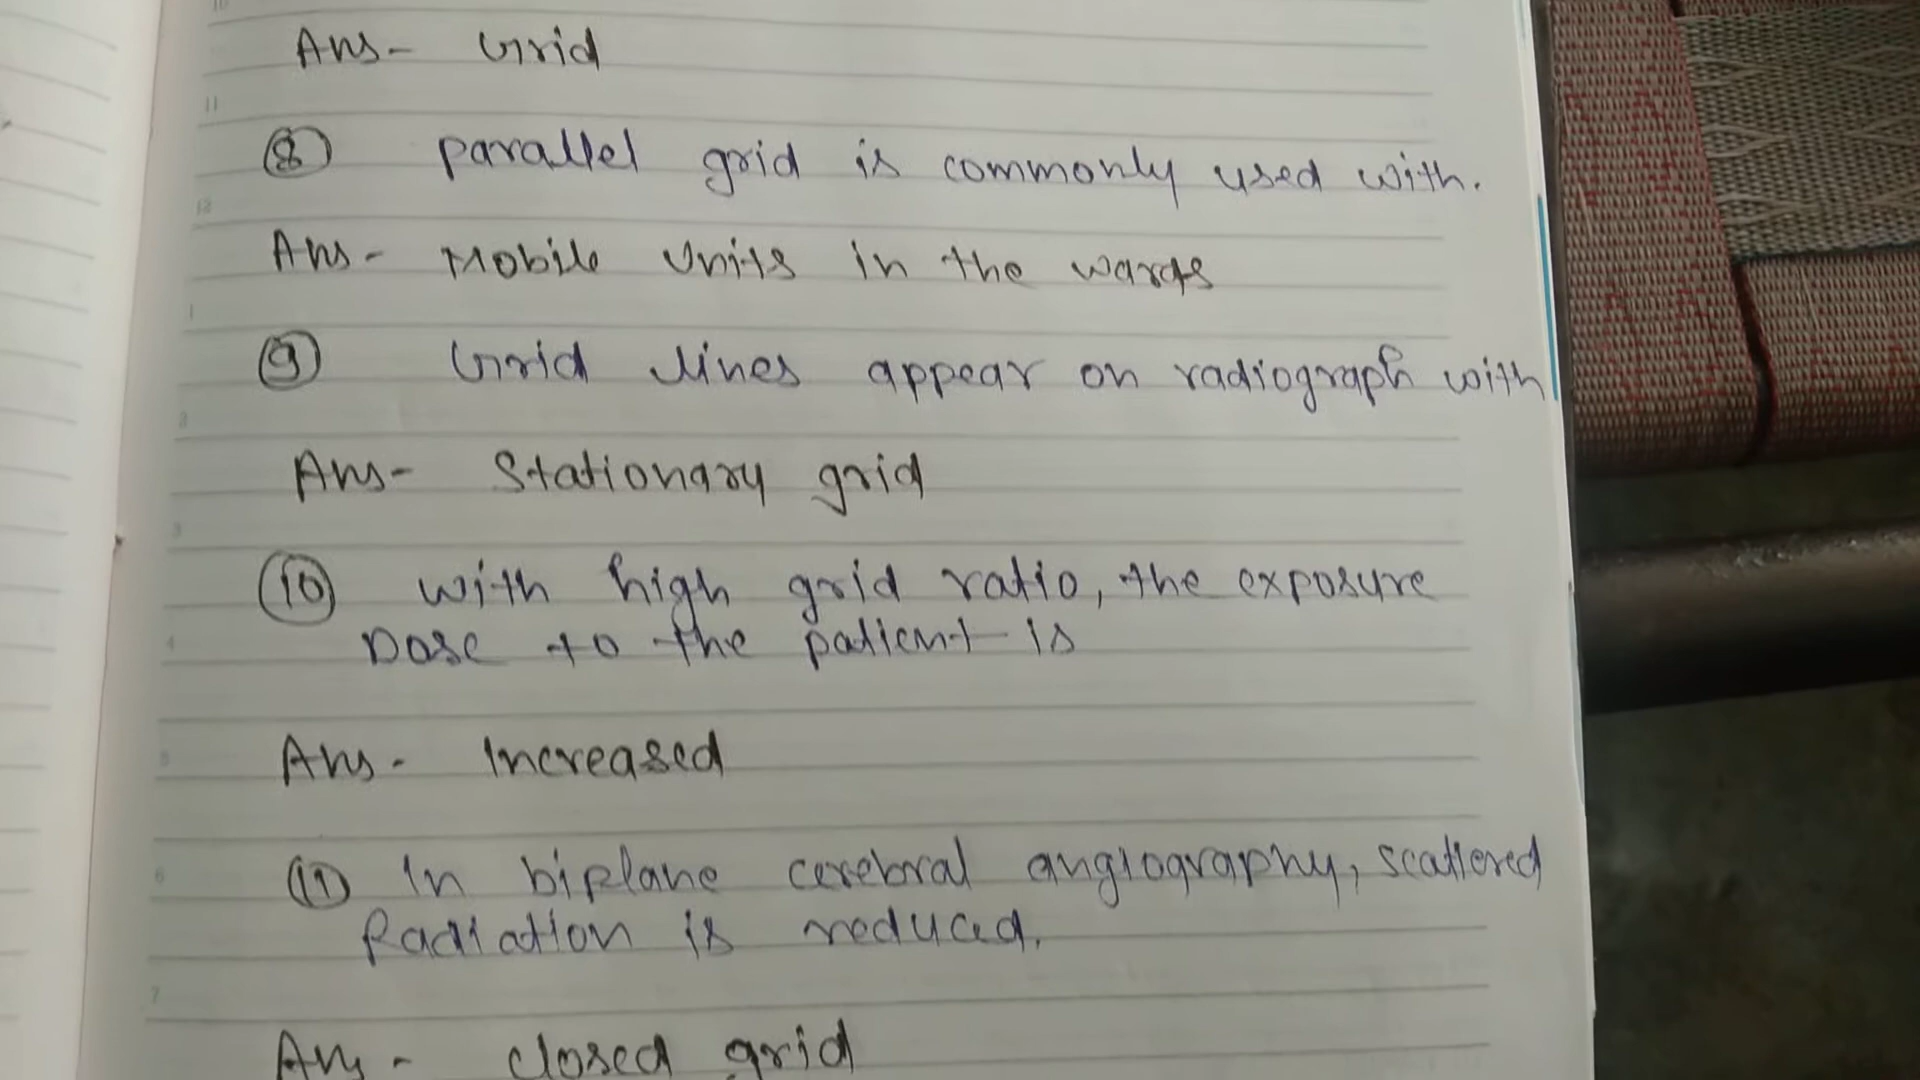 Ans - Grid
(8) parallel grid is commonly used with.
Ans - Mobile Units in the wards
(9) Grid lines appear on radiograph with
Ans - Stationary grid
(10) with high grid ratio, the exposure
Dose to the patient is
Ans - Increased
(11) In biplane cerebral angiography, scattered
Radiation is reduced.
Ans - closed grid